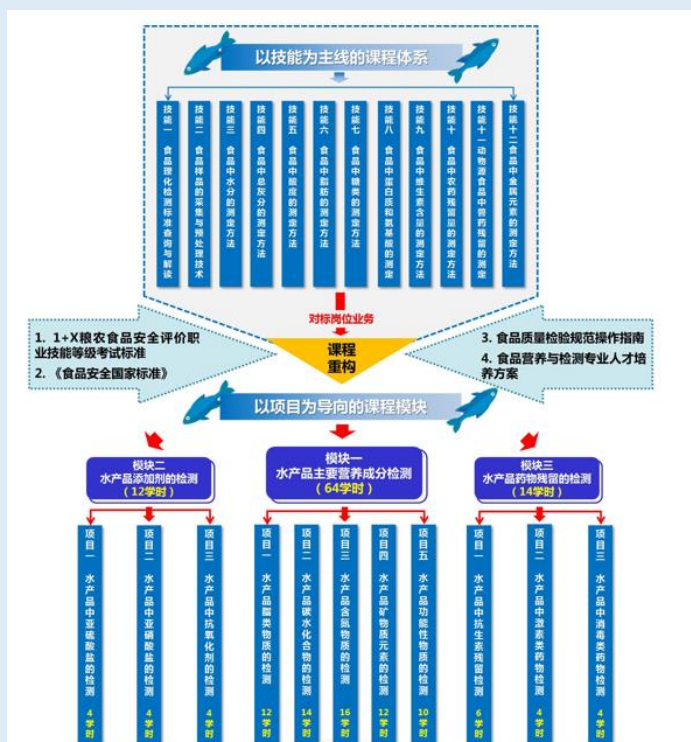 以技能为主线的课程体系
技能一 食品理化检测标准查询与解读
技能二 食品样品的采集与预处理技术
技能三 食品中水分的测定方法
技能四 食品中总灰分的测定方法
技能五 食品中酸度的测定方法
技能六 食品中脂肪的测定方法
技能七 食品中糖类的测定方法
技能八 食品中蛋白质和氨基酸的测定
技能九 食品中维生素含量的测定方法
技能十 食品中农药残留量的测定方法
技能十一动物源食品中兽药残留的测定
技能十二食品中金属元素的测定方法
对标岗位业务
1. 1+X粮农食品安全评价职
业技能等级考试标准
2. 《食品安全国家标准》
课程
重构
3. 食品质量检验规范操作指南
4. 食品营养与检测专业人才培
养方案
以项目为导向的课程模块
模块二
水产品添加剂的检测
（12学时）
模块一
水产品主要营养成分检测
（64学时）
模块三
水产品药物残留的检测
（14学时）
项目一 水产品中亚硫酸盐的检测 4学时
项目二 水产品中亚硝酸盐的检测 4学时
项目三 水产品中抗氧化剂的检测 4学时
项目一 水产品脂类物质的检测 12学时
项目二 水产品碳水化合物的检测 14学时
项目三 水产品含氮物质的检测 16学时
项目四 水产品矿物质元素的检测 12学时
项目五 水产品功能性物质的检测 10学时
项目一 水产品中抗生素残留检测 6学时
项目二 水产品中激素类药物检测 4学时
项目三 水产品中消毒类药物检测 4学时